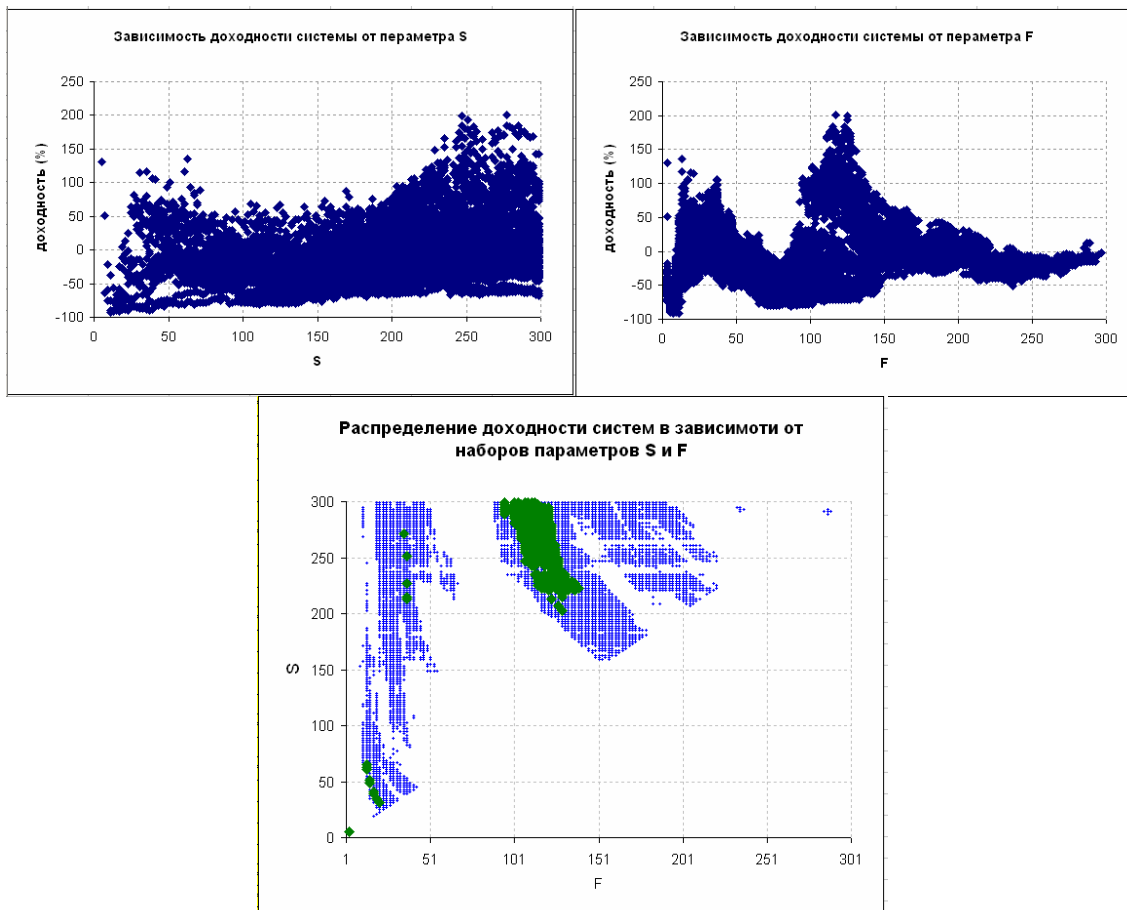 Зависимость доходности системы от перaметра S
доходность (%)
250
200
150
100
50
0
-50
-100
0 50 100 150 200 250 300
S
Зависимость доходности системы от пераметра F
доходность (%)
250
200
150
100
50
0
-50
-100
0 50 100 150 200 250 300
F
Распределение доходности систем в зависимоти от
наборов параметров S и F
S
300
250
200
150
100
50
0
1 51 101 151 201 251 301
F